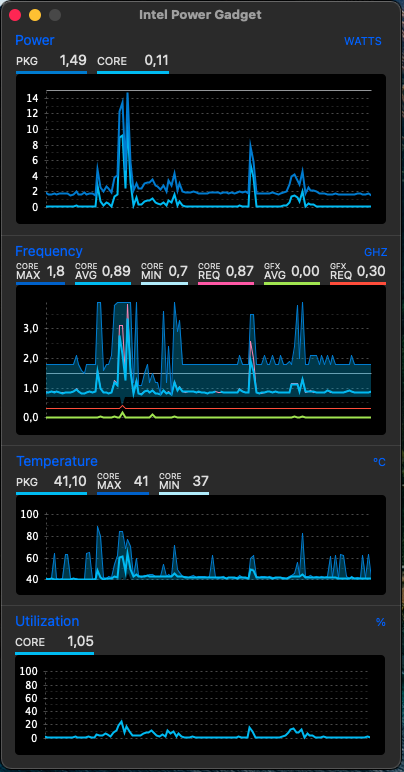 Intel Power Gadget
Power WATTS
PKG 1,49 CORE 0,11
14
12
10
8
6
4
2
0
Frequency GHZ
CORE MAX 1,8 CORE AVG 0,89 CORE MIN 0,7 CORE REQ 0,87 GFX AVG 0,00 GFX REQ 0,30
3,0
2,0
1,0
0,0
Temperature °C
PKG 41,10 CORE MAX 41 CORE MIN 37
100
80
60
40
Utilization %
CORE 1,05
100
80
60
40
20
0